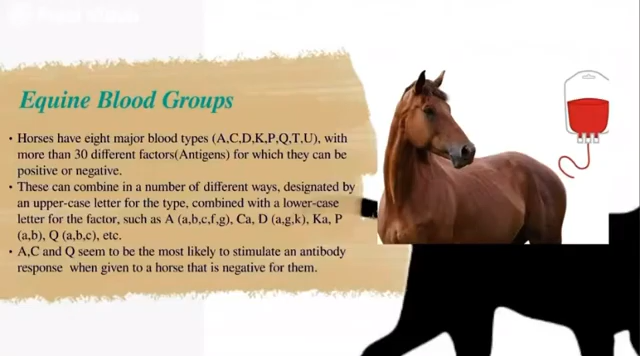 Equine Blood Groups
• Horses have eight major blood types (A,C,D,K,P,Q,T,U), with
more than 30 different factors(Antigens) for which they can be
positive or negative.
• These can combine in a number of different ways, designated by
an upper-case letter for the type, combined with a lower-case
letter for the factor, such as A (a,b,c,f,g), Ca, D (a,g,k), Ka, P
(a,b), Q (a,b,c), etc.
• A,C and Q seem to be the most likely to stimulate an antibody
response when given to a horse that is negative for them.